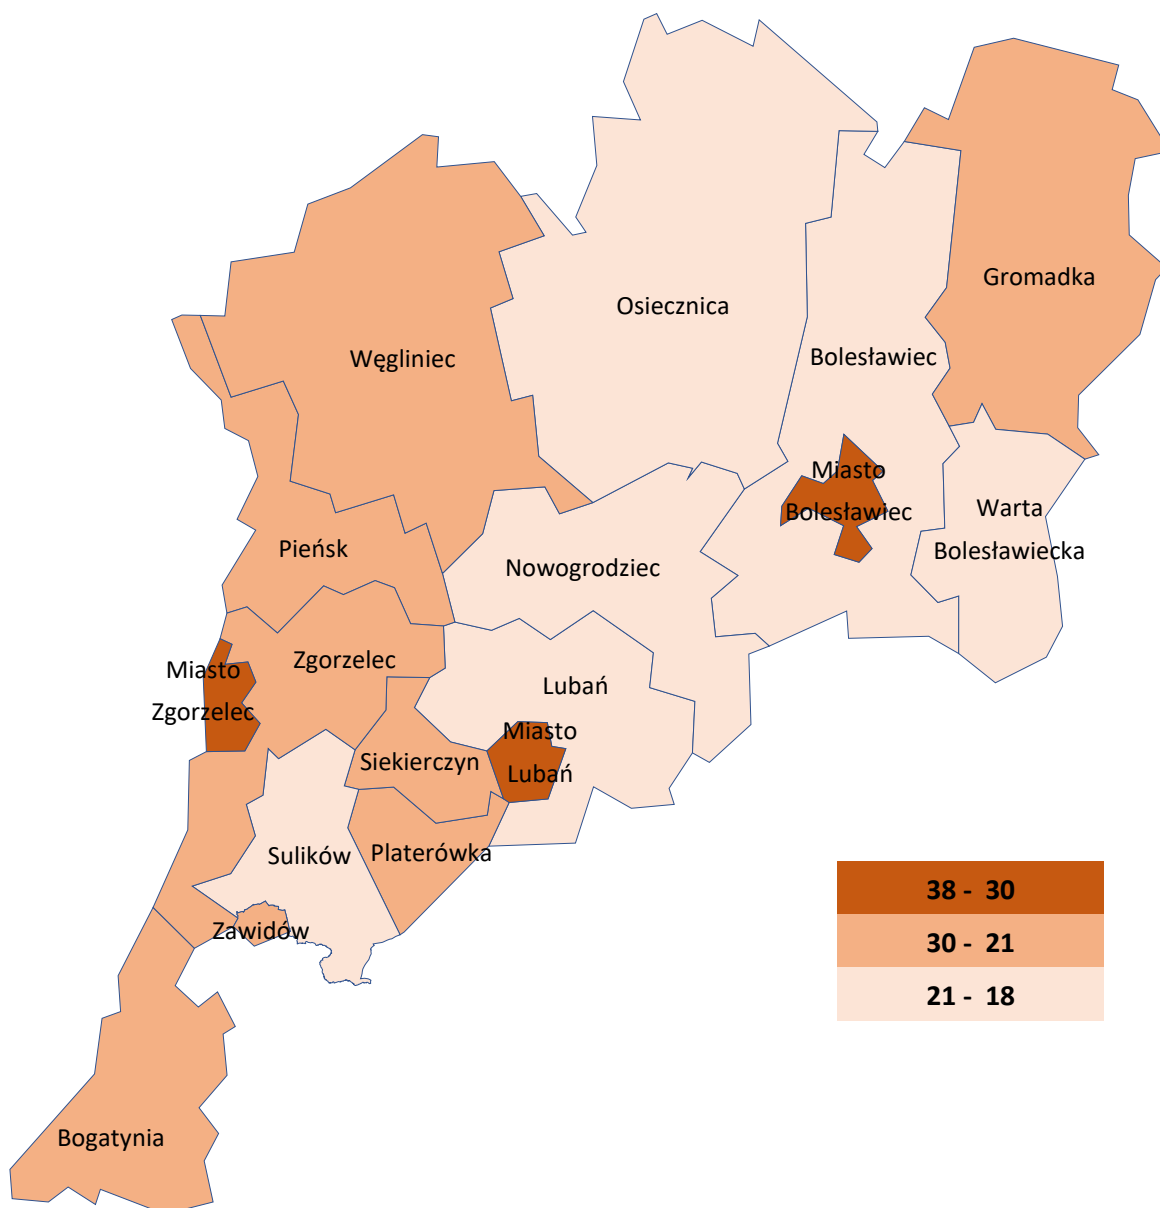 Gromadka
Osiecznica
Węgliniec
Bolesławiec
Miasto
Bolesławiec
Warta
Bolesławiecka
Pieńsk
Nowogrodziec
Miasto
Zgorzelec
Zgorzelec
Lubań
Miasto
Lubań
Siekierczyn
Sulików
Platerówka
Zawidów
Bogatynia
38 - 30
30 - 21
21 - 18